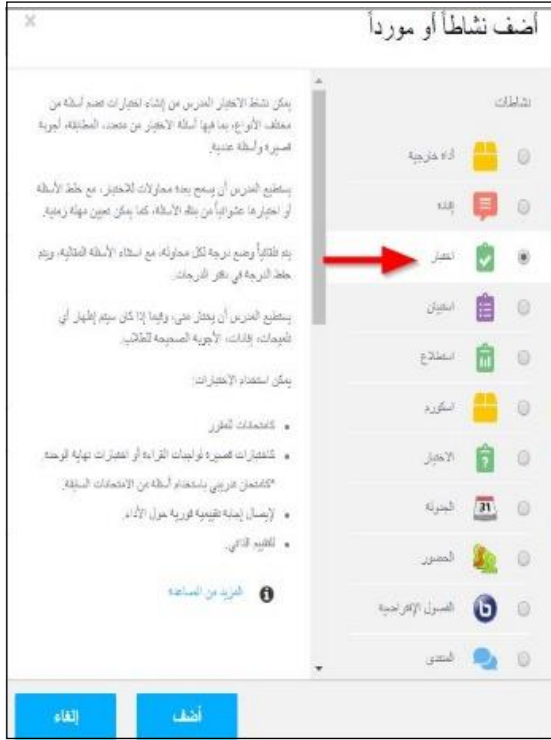 أضف نشاطاً أو مورداً
×
نشاطات
أداة خارجية
إفادة
اختبار
استبيان
استطلاع
اسكورم
الاختيار
الجدولة
الحضور
الفصول الإفتراضية
المنتدى
يمكن نشاط الاختبار المدرس من إنشاء اختبارات تضم أسئلة من
مختلف الأنواع، بما فيها أسئلة الاختيار من متعدد، المطابقة، أجوبة
قصيرة وأسئلة عددية.
يستطيع المدرس أن يسمح بعدة محاولات للاختبار، مع خلط الأسئلة
أو اختيارها عشوائياً من بنك الأسئلة، كما يمكن تعيين مهلة زمنية.
يتم تلقائياً وضع درجة لكل محاولة، مع استثناء الأسئلة المقالية، ويتم
حفظ الدرجة في دفتر الدرجات.
يستطيع المدرس أن يختار متى، وفيما إذا كان سيتم إظهار أي
تلميحات، إفادات، الأجوبة الصحيحة للطلاب.
يمكن استخدام الإختبارات:
• كامتحانات للمقرر
• كاختبارات قصيرة لواجبات القراءة أو اختبارات نهاية الوحدة.
*كامتحان تدريبي باستخدام أسئلة من الامتحانات السابقة.
• لإيصال إجابة تقييمية فورية حول الأداء.
• للتقييم الذاتي.
المزيد من المساعدة
أضف
إلغاء
31